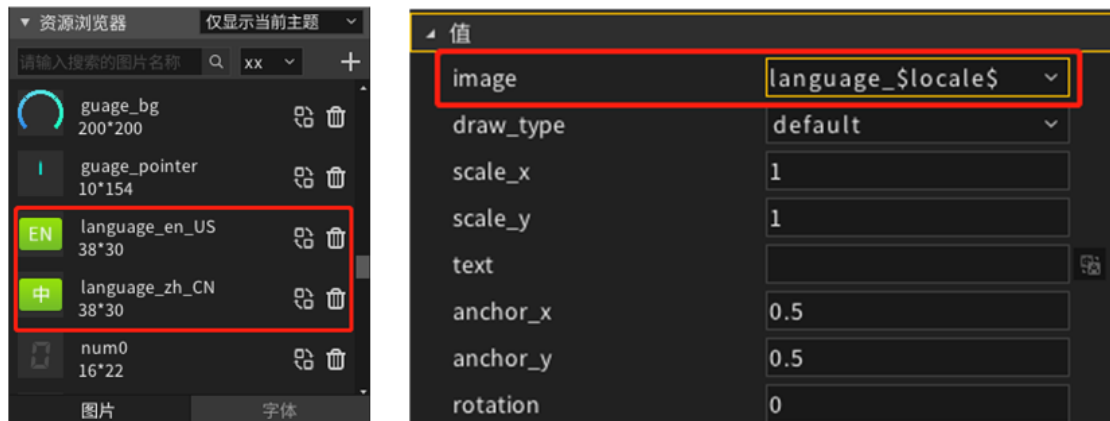 资源浏览器 仅显示当前主题
请输入搜索的图片名称 xx
guage_bg
200*200
guage_pointer
10*154
EN
language_en_US
38*30
中
language_zh_CN
38*30
num0
16*22
图片 字体
值
image language_$locale$
draw_type default
scale_x 1
scale_y 1
text
anchor_x 0.5
anchor_y 0.5
rotation 0